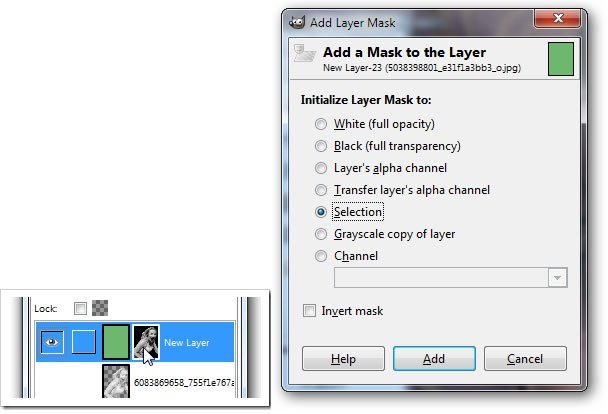 Add Layer Mask
Add a Mask to the Layer
New Layer-23 (5038398801_e31f1a3bb3_o.jpg)
Initialize Layer Mask to:
White (full opacity)
Black (full transparency)
Layer's alpha channel
Transfer layer's alpha channel
Selection
Grayscale copy of layer
Channel
Invert mask
Help
Add
Cancel
Lock:
New Layer
6083869658_755f1e767a